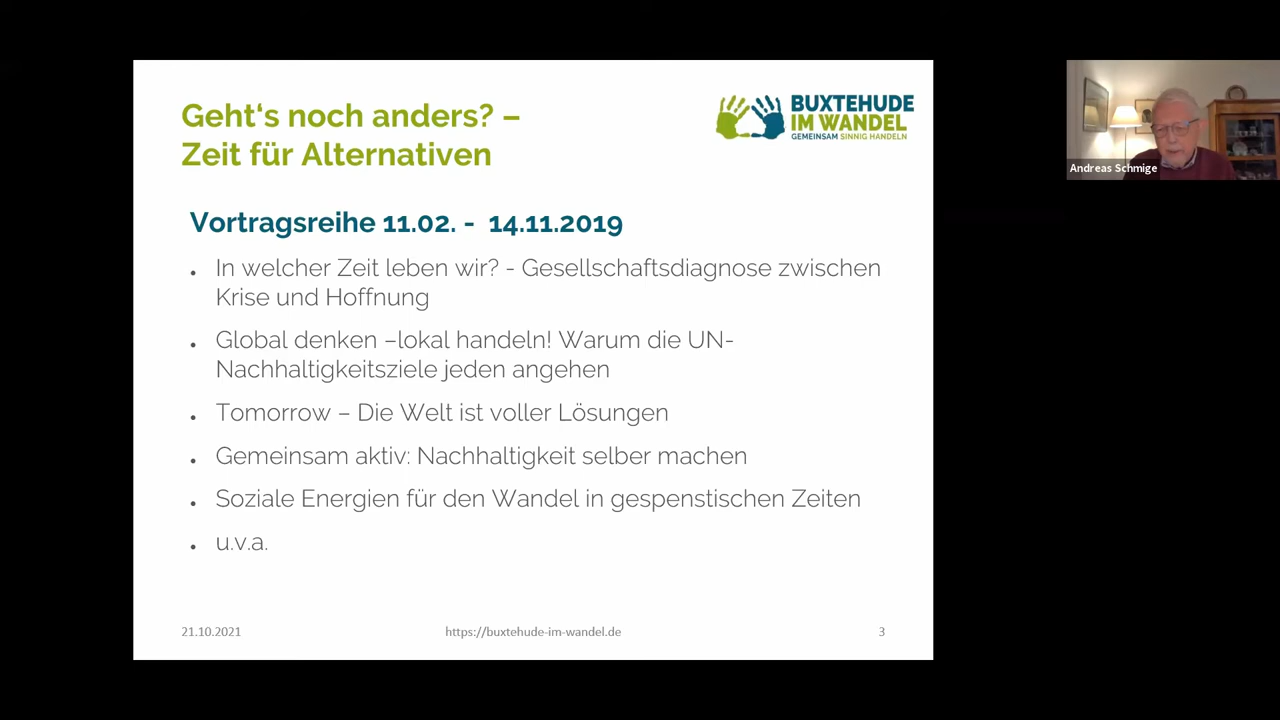 Geht‘s noch anders? –
Zeit für Alternativen
BUXTEHUDE
IM WANDEL
GEMEINSAM SINNIG HANDELN
Vortragsreihe 11.02. - 14.11.2019
• In welcher Zeit leben wir? - Gesellschaftsdiagnose zwischen
Krise und Hoffnung
• Global denken –lokal handeln! Warum die UN-
Nachhaltigkeitsziele jeden angehen
• Tomorrow – Die Welt ist voller Lösungen
• Gemeinsam aktiv: Nachhaltigkeit selber machen
• Soziale Energien für den Wandel in gespenstischen Zeiten
• u.v.a.
21.10.2021
https://buxtehude-im-wandel.de
3
Andreas Schmige